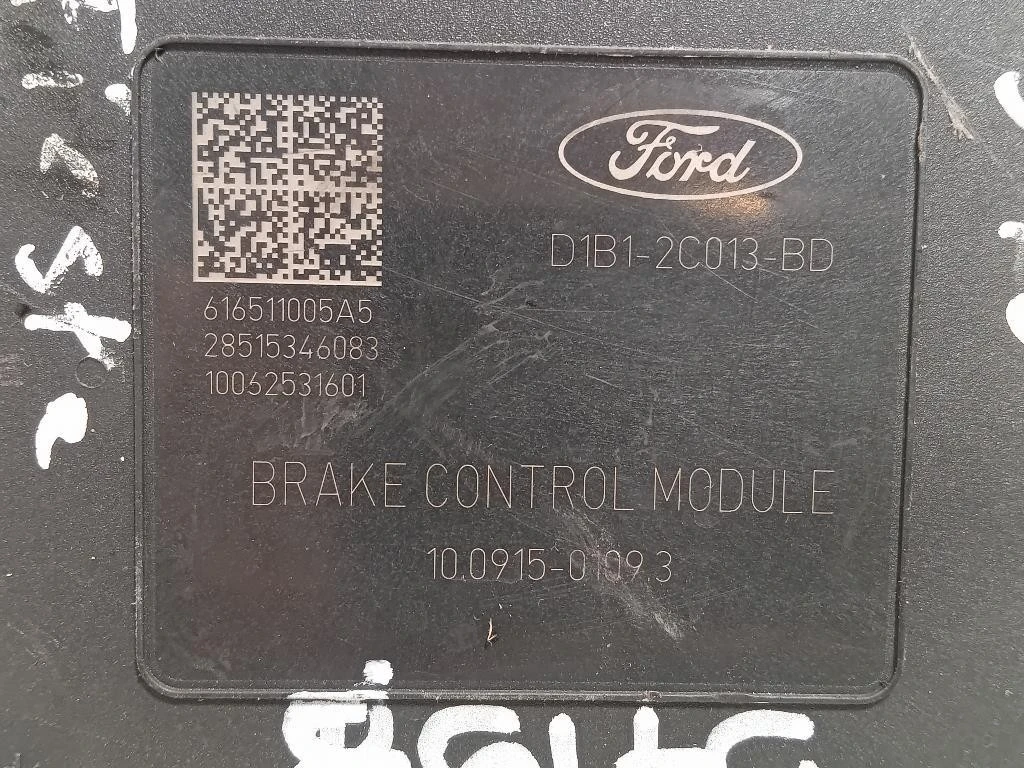 Ford
D1B1-2C013-BD
616511005A5
28515346083
10062531601
BRAKE CONTROL MODULE
10.0915-0109.3